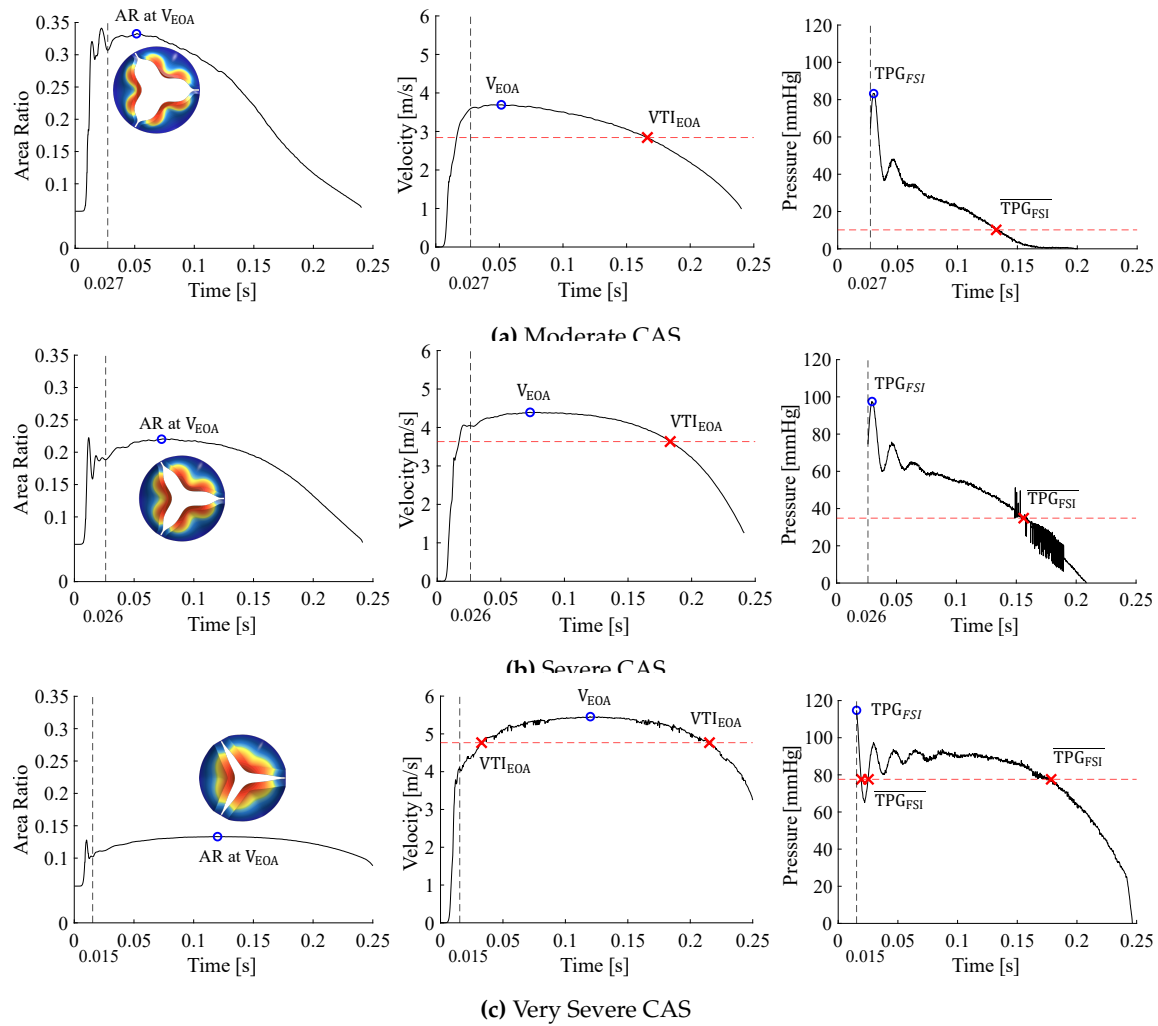 0.35
0.3
0.25
0.2
0.15
0.1
0
Area Ratio
AR at V_EOA
0 0.05 0.1 0.15 0.2 0.25
0.027
Time [s]
6
5
4
3
2
1
0
Velocity [m/s]
V_EOA
VTI_EOA
0 0.05 0.1 0.15 0.2 0.25
0.027
Time [s]
120
100
80
60
40
20
0
Pressure [mmHg]
TPG_FSI
TPG_FSI
0 0.05 0.1 0.15 0.2 0.25
0.027
Time [s]
(a) Moderate CAS
0.35
0.3
0.25
0.2
0.15
0.1
0
Area Ratio
AR at V_EOA
0 0.05 0.1 0.15 0.2 0.25
0.026
Time [s]
6
5
4
3
2
1
0
Velocity [m/s]
V_EOA
VTI_EOA
0 0.05 0.1 0.15 0.2 0.25
0.026
Time [s]
120
100
80
60
40
20
0
Pressure [mmHg]
TPG_FSI
TPG_FSI
0 0.05 0.1 0.15 0.2 0.25
0.026
Time [s]
(b) Severe CAS
0.35
0.3
0.25
0.2
0.15
0.1
0
Area Ratio
AR at V_EOA
0 0.05 0.1 0.15 0.2 0.25
0.015
Time [s]
6
5
4
3
2
1
0
Velocity [m/s]
V_EOA
VTI_EOA
VTI_EOA
0 0.05 0.1 0.15 0.2 0.25
0.015
Time [s]
120
100
80
60
40
20
0
Pressure [mmHg]
TPG_FSI
TPG_FSI
TPG_FSI
0 0.05 0.1 0.15 0.2 0.25
0.015
Time [s]
(c) Very Severe CAS